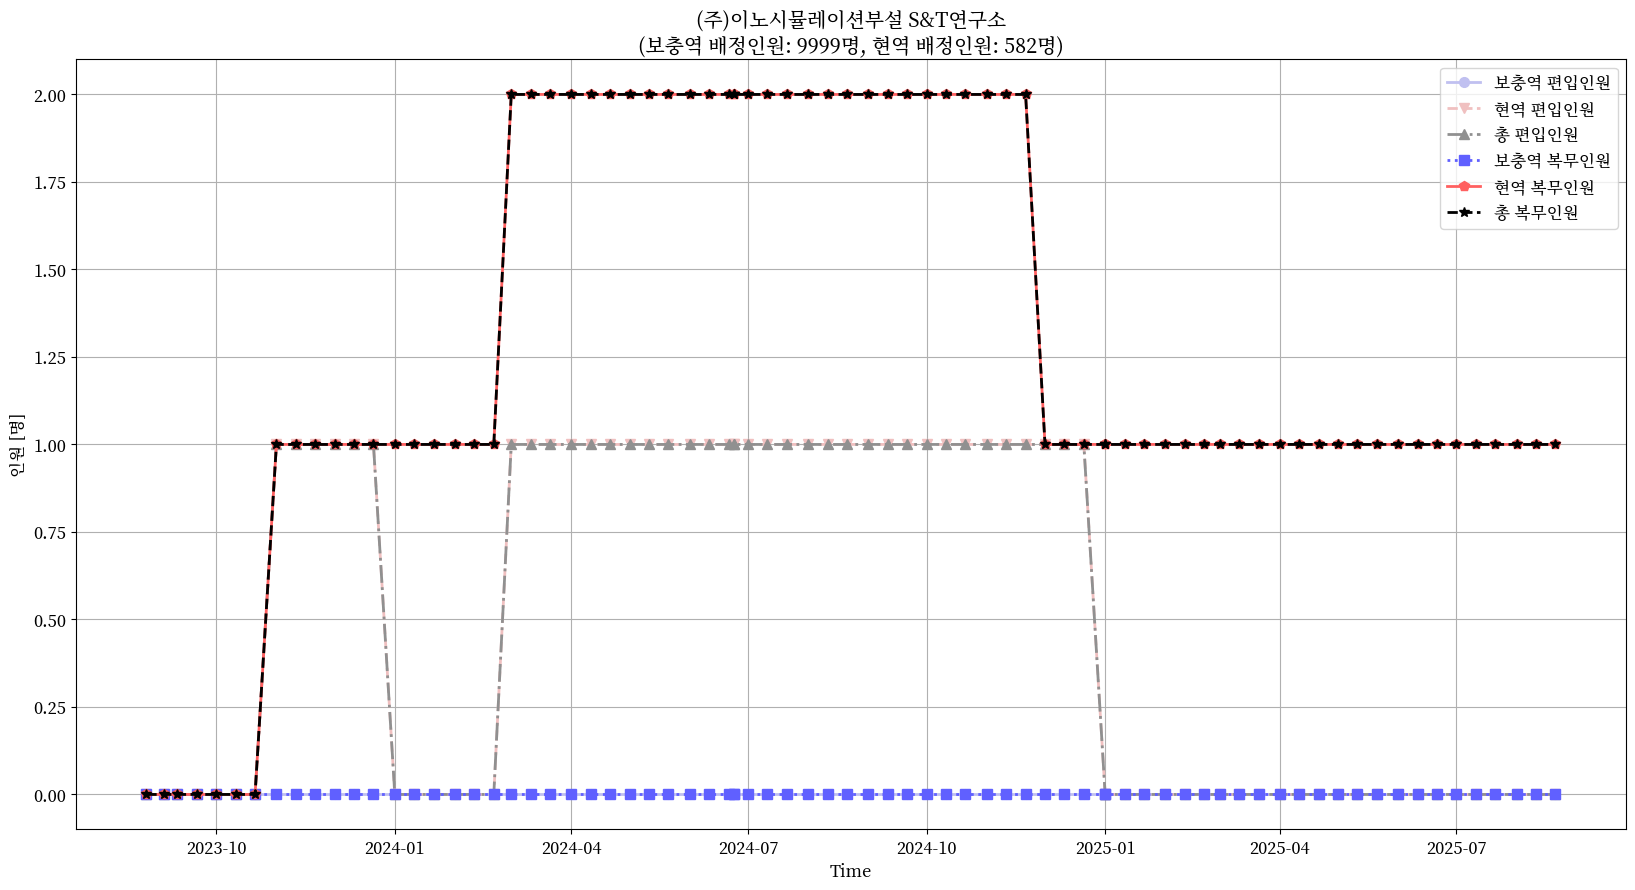 (주)이노시뮬레이션부설 S&T연구소
(보충역 배정인원: 9999명, 현역 배정인원: 582명)
보충역 편입인원
현역 편입인원
총 편입인원
보충역 복무인원
현역 복무인원
총 복무인원
2.00
1.75
1.50
1.25
1.00
0.75
0.50
0.25
0.00
인원 [명]
2023-10
2024-01
2024-04
2024-07
2024-10
2025-01
2025-04
2025-07
Time